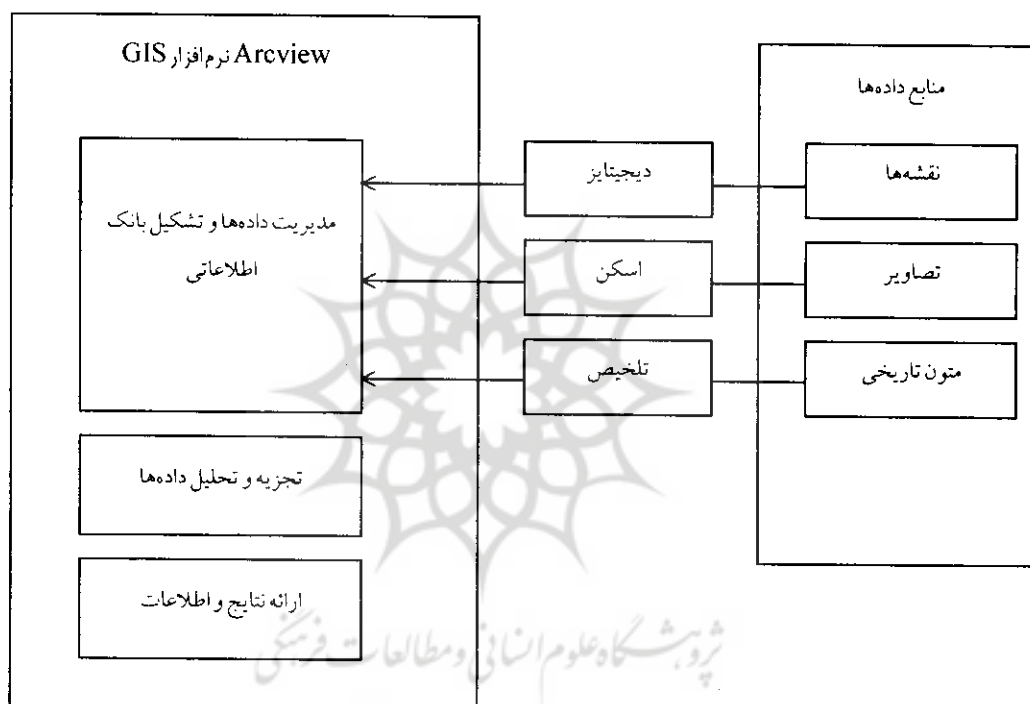 منابع داده‌ها
نقشه‌ها
تصاویر
متون تاریخی
دیجیتایز
اسکن
تلخیص
نرم‌افزار GIS Arcview
مدیریت داده‌ها و تشکیل بانک
اطلاعاتی
تجزیه و تحلیل داده‌ها
ارائه نتایج و اطلاعات
پژوهشگاه علوم انسانی و مطالعات فرهنگی